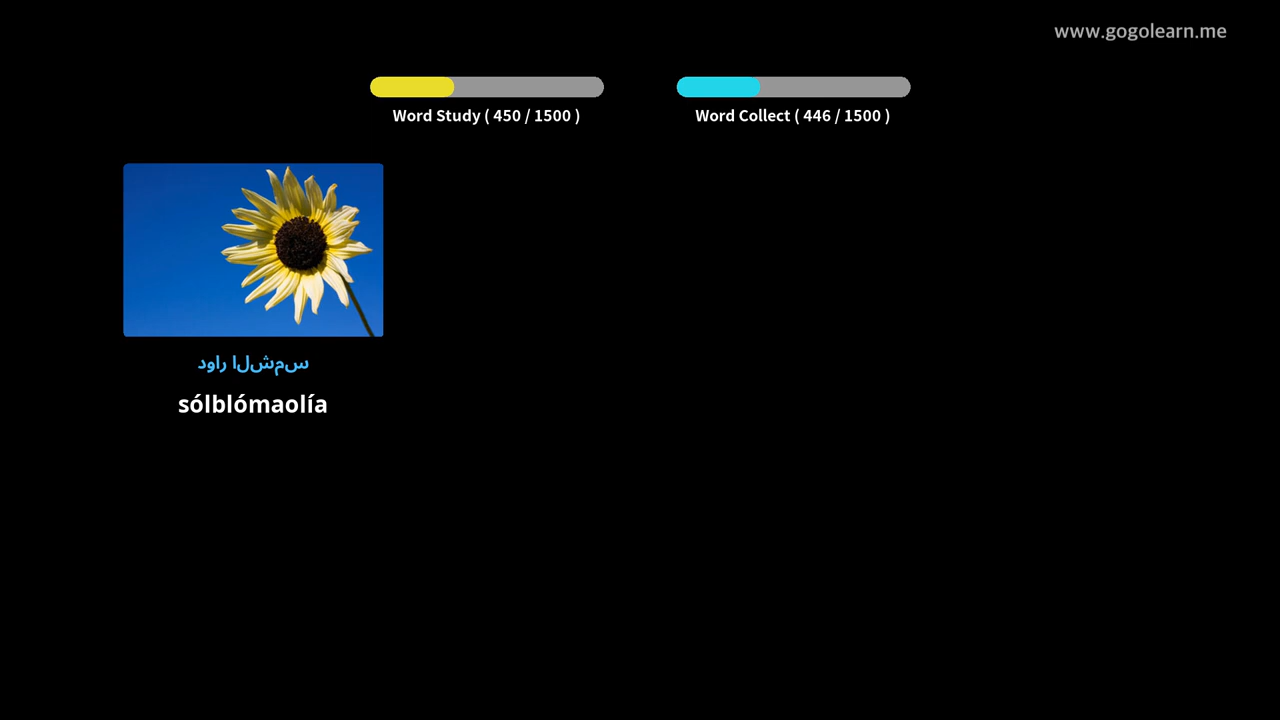 www.gogolearn.me
Word Study ( 450 / 1500 )
Word Collect ( 446 / 1500 )
دوار الشمس
sólblómaolía